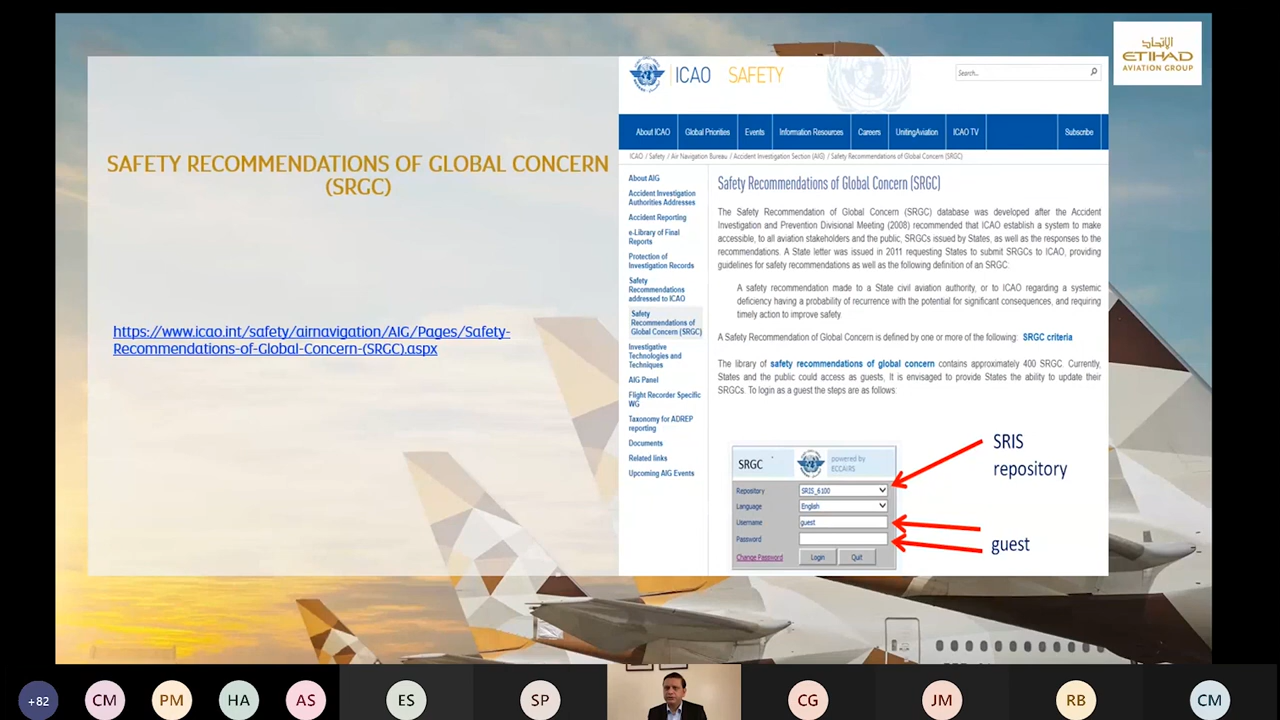 الإتحاد
ETIHAD
AVIATION GROUP
SAFETY RECOMMENDATIONS OF GLOBAL CONCERN
(SRGC)
https://www.icao.int/safety/airnavigation/AIG/Pages/Safety-
Recommendations-of-Global-Concern-(SRGC).aspx
ICAO SAFETY
Search...
About ICAO Global Priorities Events Information Resources Careers UnitingAviation ICAO TV Subscribe
ICAO / Safety / Air Navigation Bureau / Accident Investigation Section (AIG) / Safety Recommendations of Global Concern (SRGC)
About AIG
Accident Investigation
Authorities Addresses
Accident Reporting
e-Library of Final
Reports
Protection of
Investigation Records
Safety
Recommendations
addressed to ICAO
Safety
Recommendations of
Global Concern (SRGC)
Investigative
Technologies and
Techniques
AIG Panel
Flight Recorder Specific
WG
Taxonomy for ADREP
reporting
Documents
Related links
Upcoming AIG Events
Safety Recommendations of Global Concern (SRGC)
The Safety Recommendation of Global Concern (SRGC) database was developed after the Accident
Investigation and Prevention Divisional Meeting (2008) recommended that ICAO establish a system to make
accessible, to all aviation stakeholders and the public, SRGCs issued by States, as well as the responses to the
recommendations. A State letter was issued in 2011 requesting States to submit SRGCs to ICAO, providing
guidelines for safety recommendations as well as the following definition of an SRGC:
A safety recommendation made to a State civil aviation authority, or to ICAO regarding a systemic
deficiency having a probability of recurrence with the potential for significant consequences, and requiring
timely action to improve safety.
A Safety Recommendation of Global Concern is defined by one or more of the following: SRGC criteria
The library of safety recommendations of global concern contains approximately 400 SRGC. Currently,
States and the public could access as guests, It is envisaged to provide States the ability to update their
SRGCs. To login as a guest the steps are as follows:
SRGC
powered by
ECCAIRS
Repository SRIS_6100
Language English
Username guest
Password
Change Password Login Quit
SRIS
repository
guest
+82 CM PM HA AS ES SP CG JM RB CM